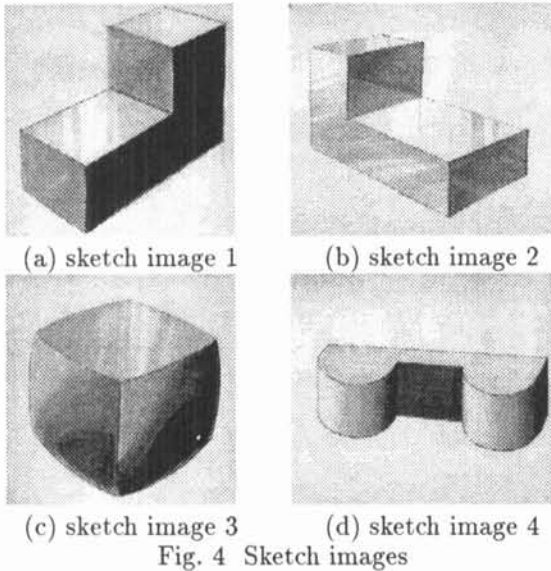 (a) sketch image 1
(b) sketch image 2
(c) sketch image 3
(d) sketch image 4
Fig. 4 Sketch images